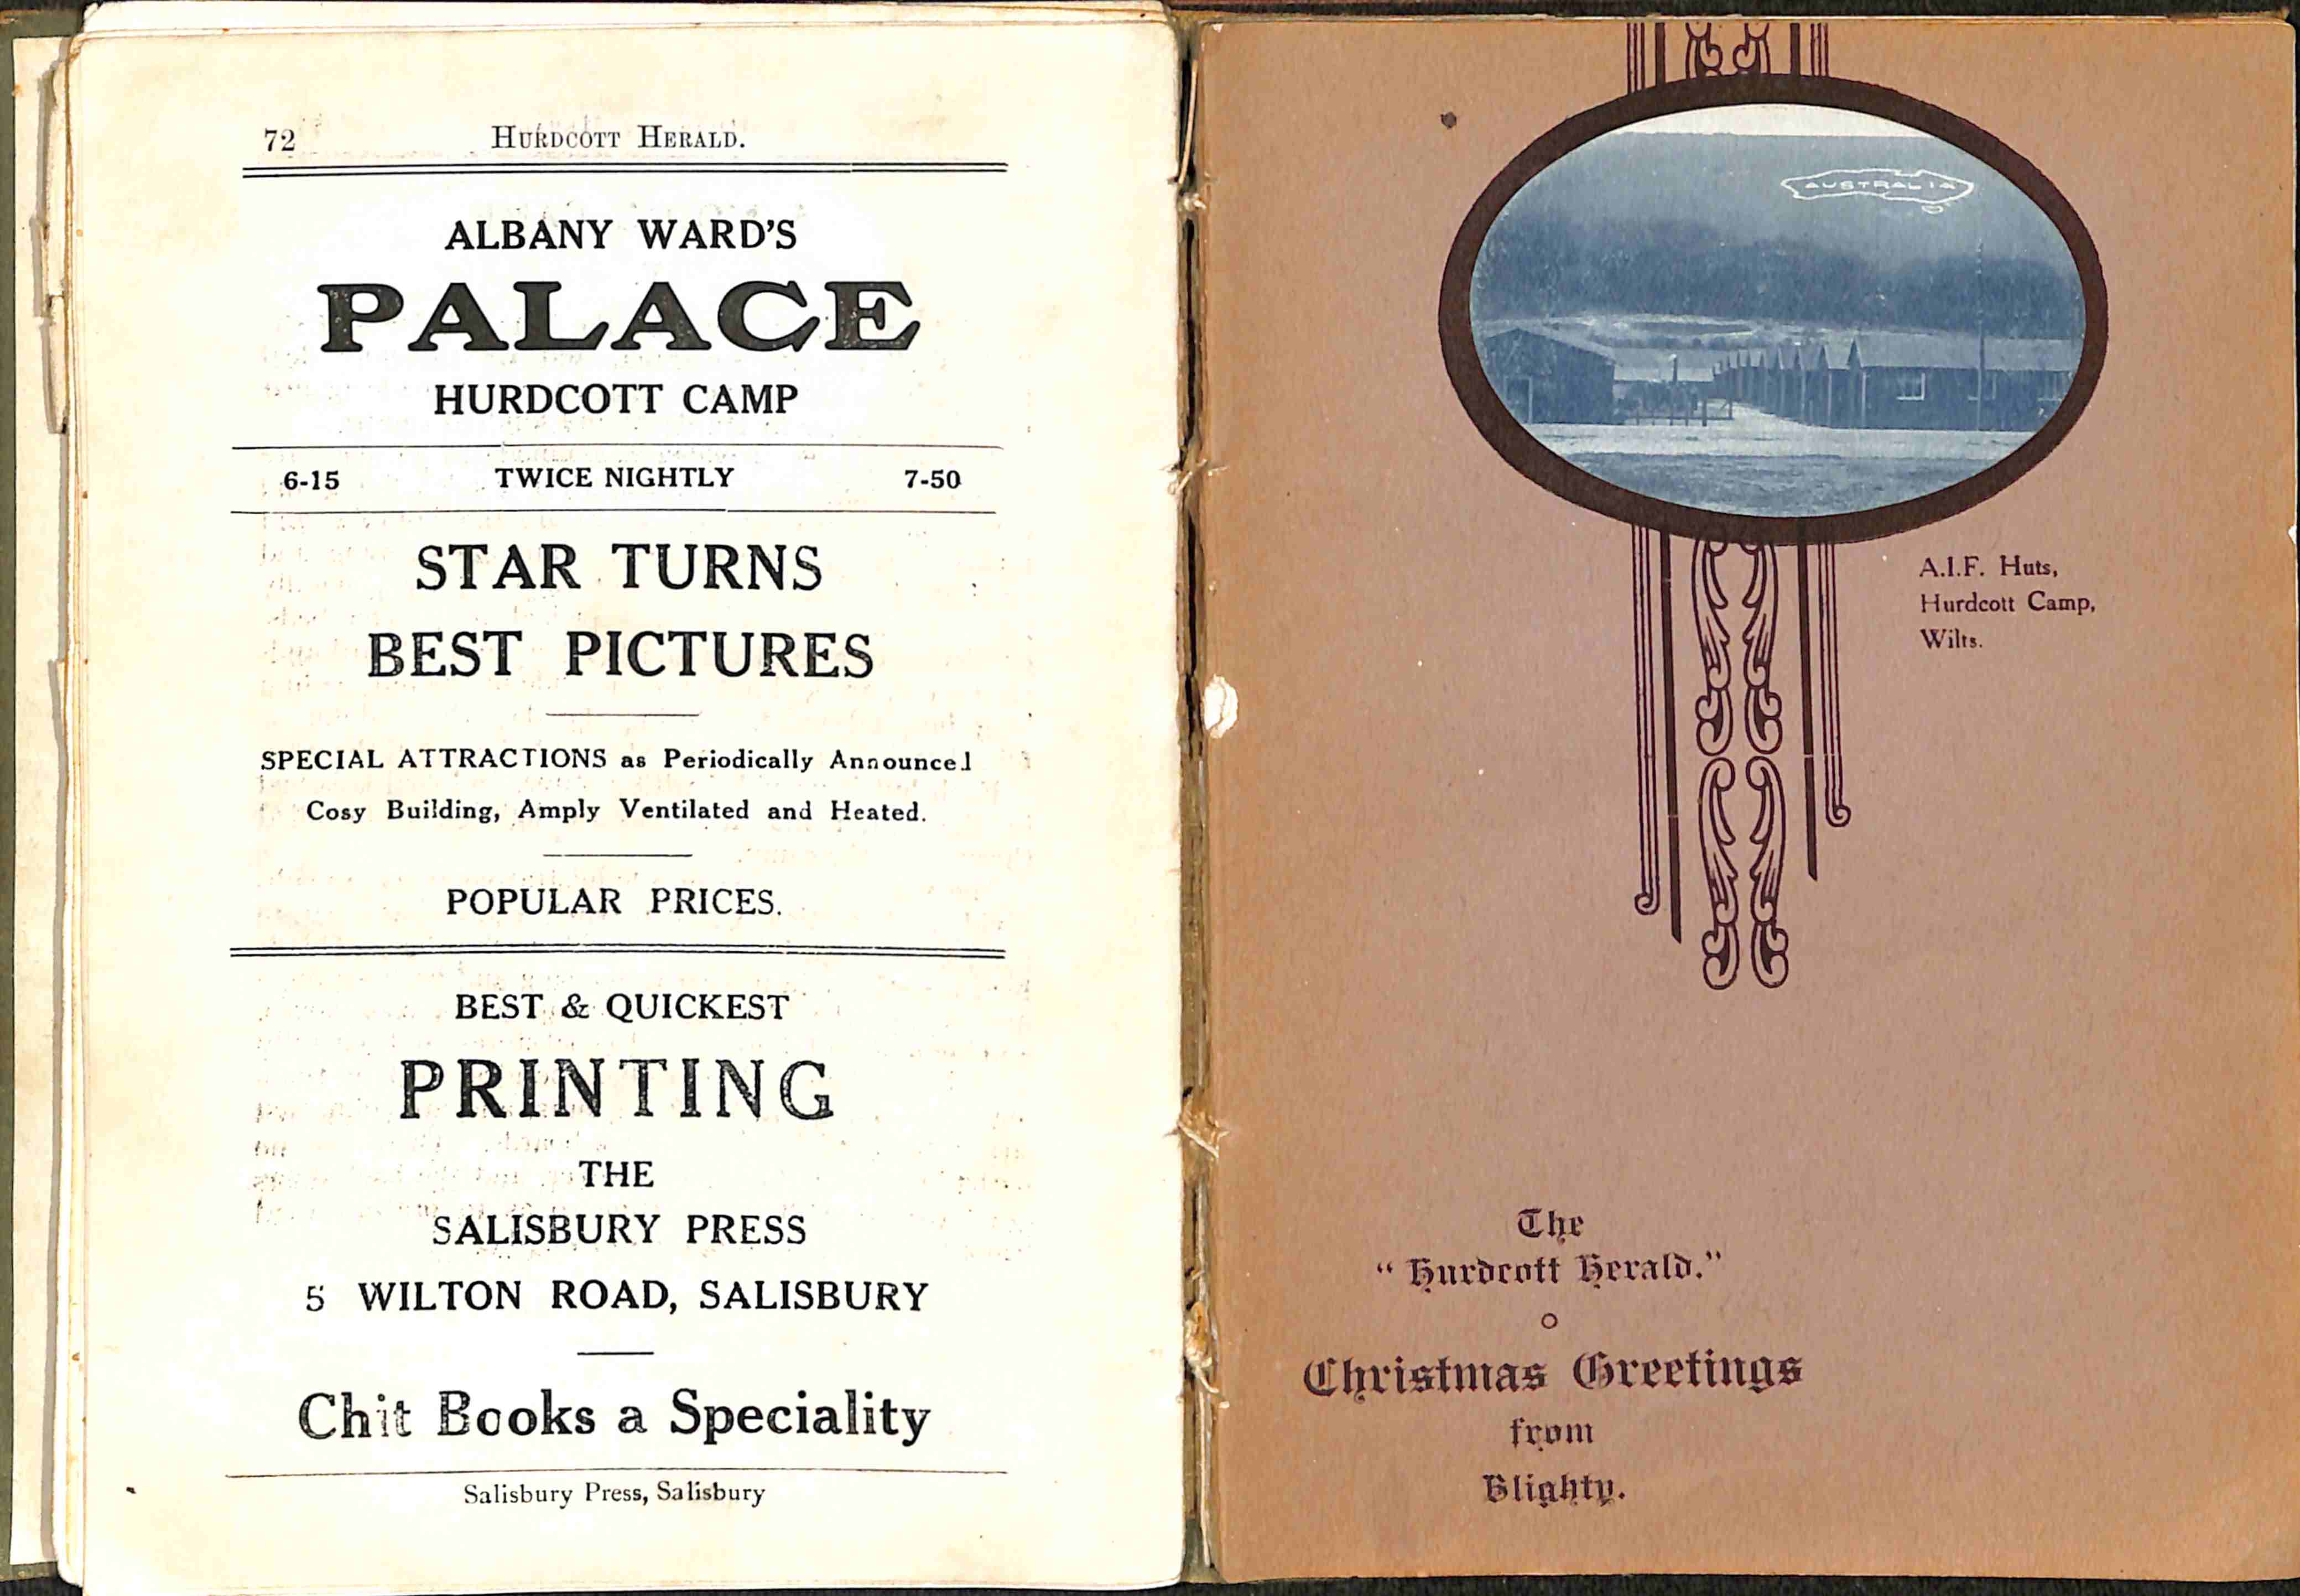 72 HURDCOTT HERALD.
ALBANY WARD'S
PALACE
HURDCOTT CAMP
6-15 TWICE NIGHTLY 7-50
STAR TURNS
BEST PICTURES
SPECIAL ATTRACTIONS as Periodically Announced
Cosy Building, Amply Ventilated and Heated.
POPULAR PRICES.
BEST & QUICKEST
PRINTING
THE
SALISBURY PRESS
5 WILTON ROAD, SALISBURY
Chit Books a Speciality
Salisbury Press, Salisbury
AUSTRALIA
A.I.F. Huts,
Hurdcott Camp,
Wilts.
The
"Hurdcott Herald."
Christmas Greetings
from
Blighty.